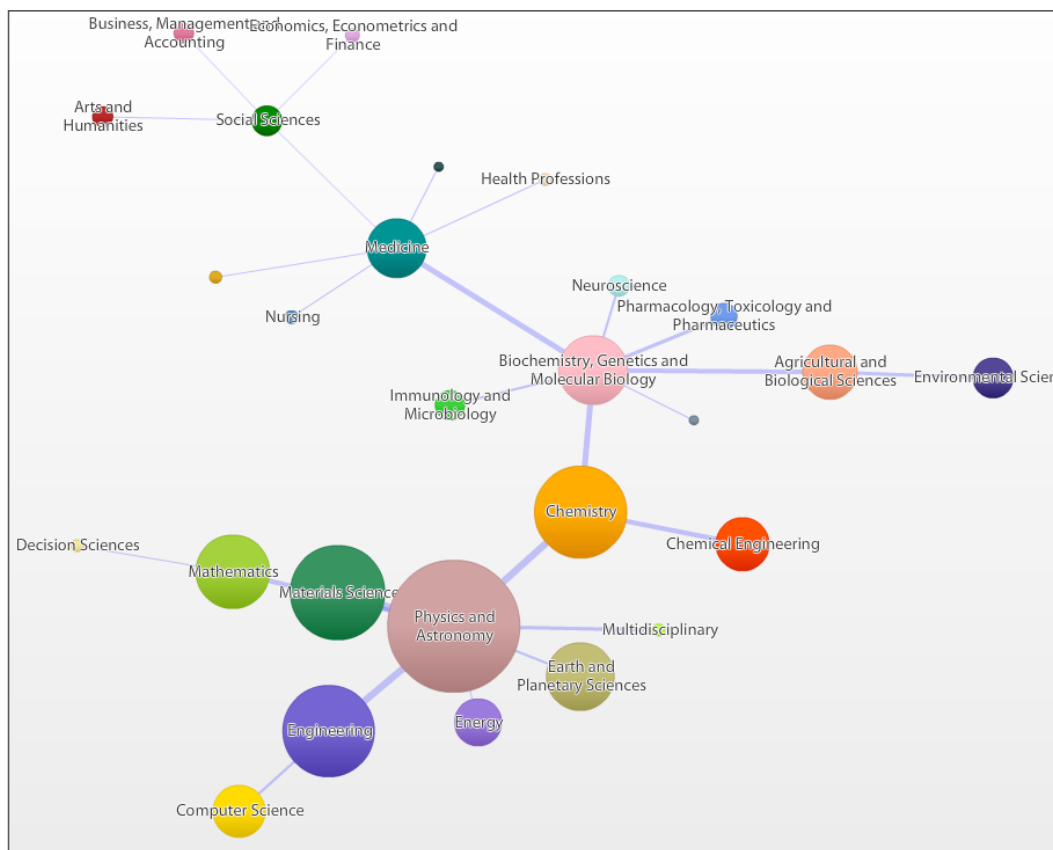 Business, Management and
Accounting
Economics, Econometrics and
Finance
Arts and
Humanities
Social Sciences
Health Professions
Medicine
Neuroscience
Nursing
Pharmacology, Toxicology and
Pharmaceutics
Biochemistry, Genetics and
Molecular Biology
Agricultural and
Biological Sciences
Environmental Scien
Immunology and
Microbiology
Chemistry
Chemical Engineering
Decision Sciences
Mathematics
Materials Science
Physics and
Astronomy
Multidisciplinary
Earth and
Planetary Sciences
Energy
Engineering
Computer Science